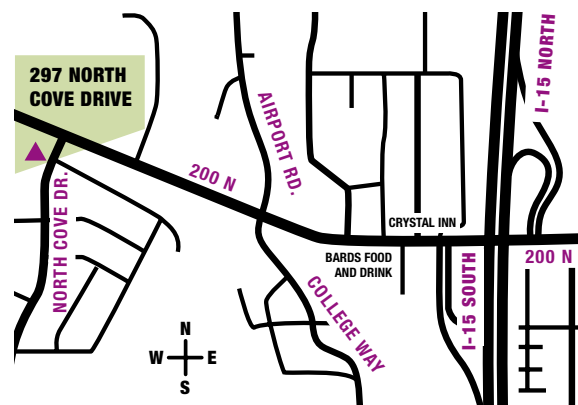 297 NORTH
COVE DRIVE
I-15 NORTH
AIRPORT RD.
200 N
NORTH COVE DR.
CRYSTAL INN
BARDS FOOD
AND DRINK
200 N
I-15 SOUTH
COLLEGE WAY
N
W E
S